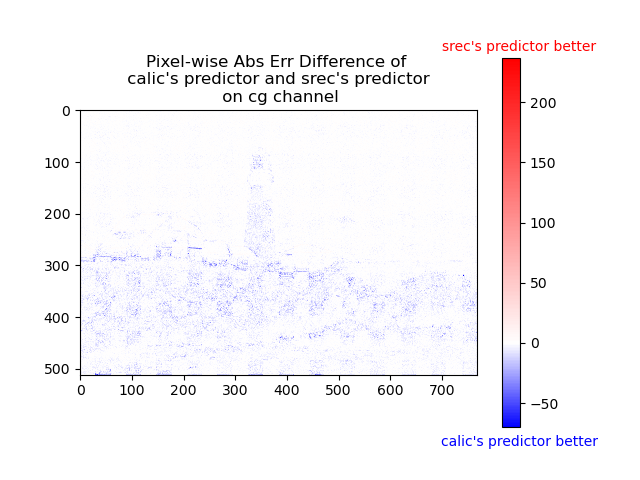 srec's predictor better
Pixel-wise Abs Err Difference of
calic's predictor and srec's predictor
on cg channel
0
100
200
300
400
500
0 100 200 300 400 500 600 700
200
150
100
50
0
−50
calic's predictor better